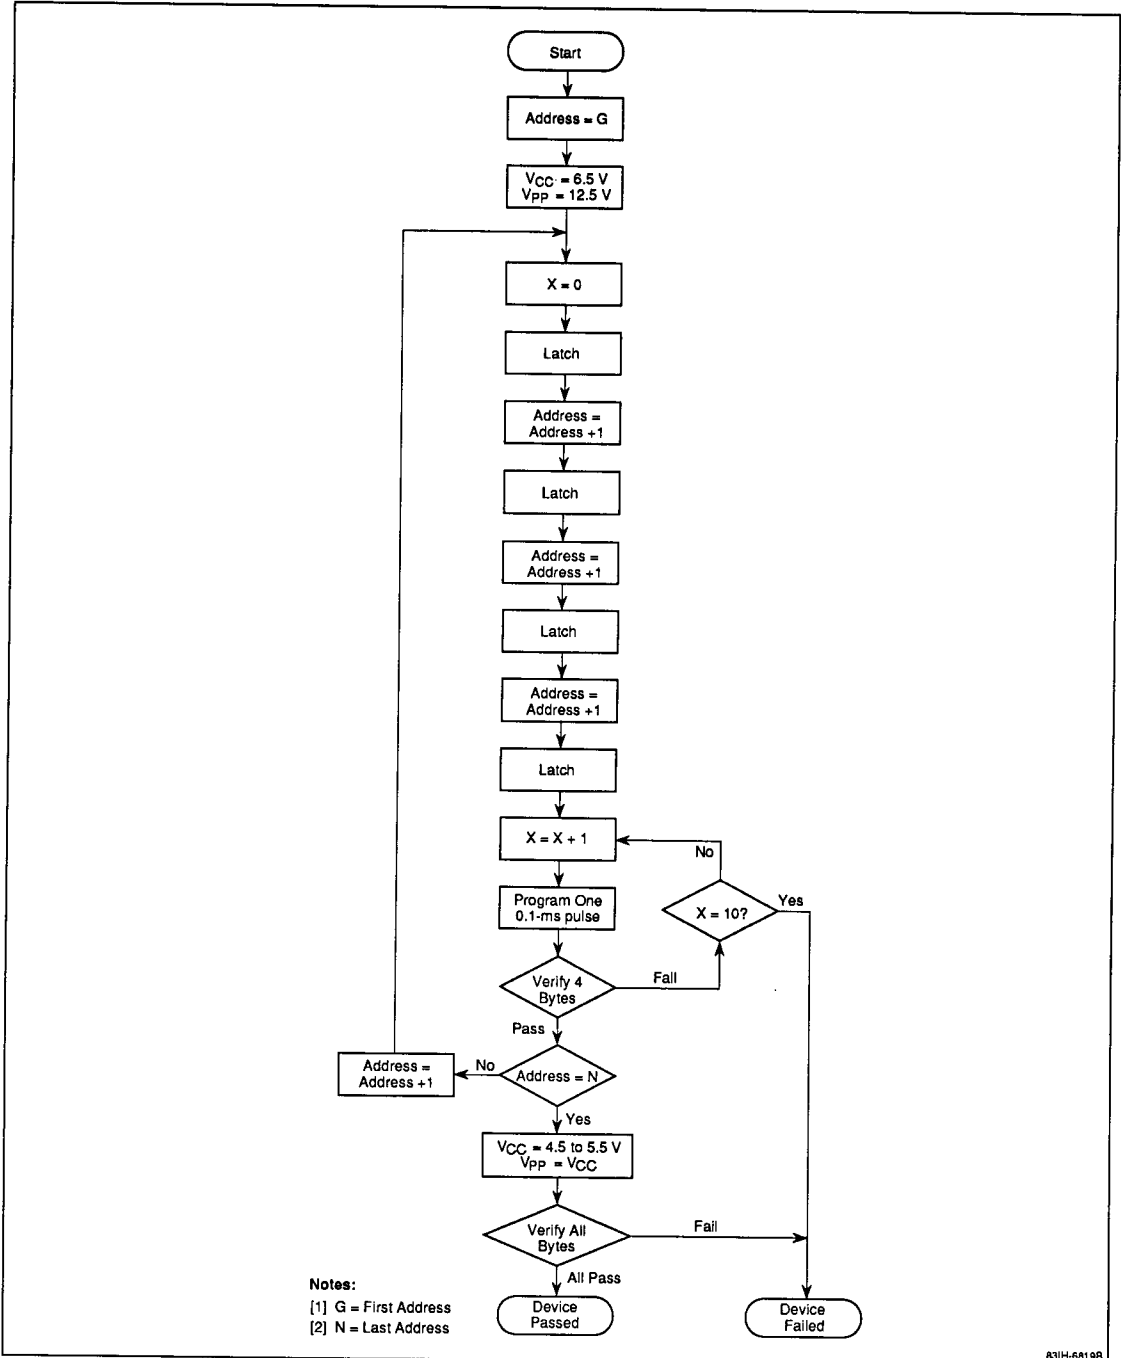 Start
Address = G
VCC = 6.5 V
VPP = 12.5 V
X = 0
Latch
Address =
Address +1
Latch
Address =
Address +1
Latch
Address =
Address +1
Latch
X = X + 1
No
Program One
0.1-ms pulse
X = 10?
Yes
Verify 4
Bytes
Fail
Pass
Address =
Address +1
No
Address = N
Yes
VCC = 4.5 to 5.5 V
VPP = VCC
Verify All
Bytes
Fail
All Pass
Device
Passed
Device
Failed
Notes:
[1] G = First Address
[2] N = Last Address
83IH-6819B